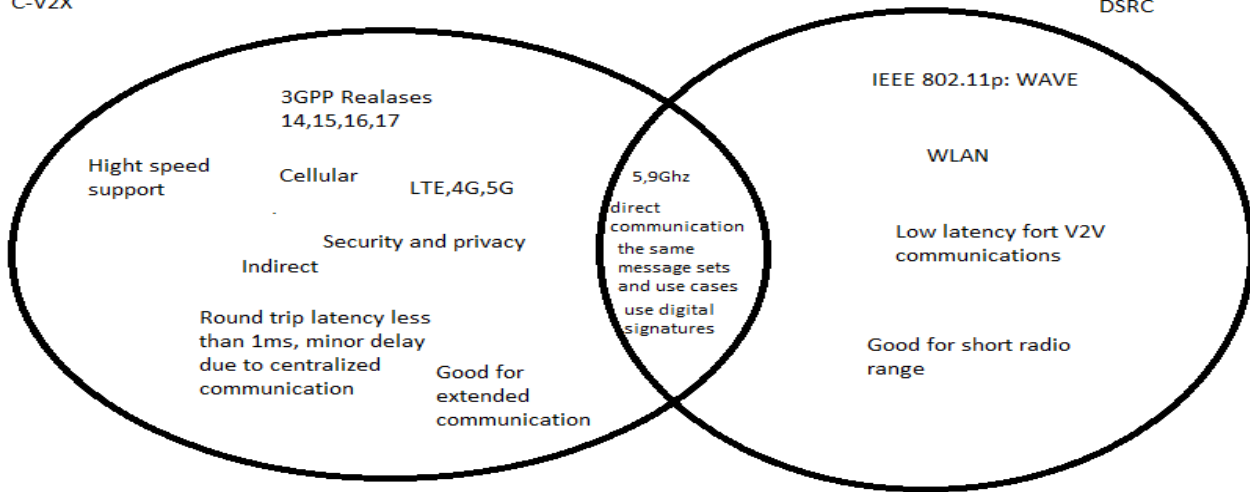 C-V2X
DSRC
3GPP Realases
14,15,16,17
Hight speed
support
Cellular
LTE,4G,5G
Security and privacy
Indirect
Round trip latency less
than 1ms, minor delay
due to centralized
communication
Good for
extended
communication
5,9Ghz
direct
communication
the same
message sets
and use cases
use digital
signatures
IEEE 802.11p: WAVE
WLAN
Low latency fort V2V
communications
Good for short radio
range